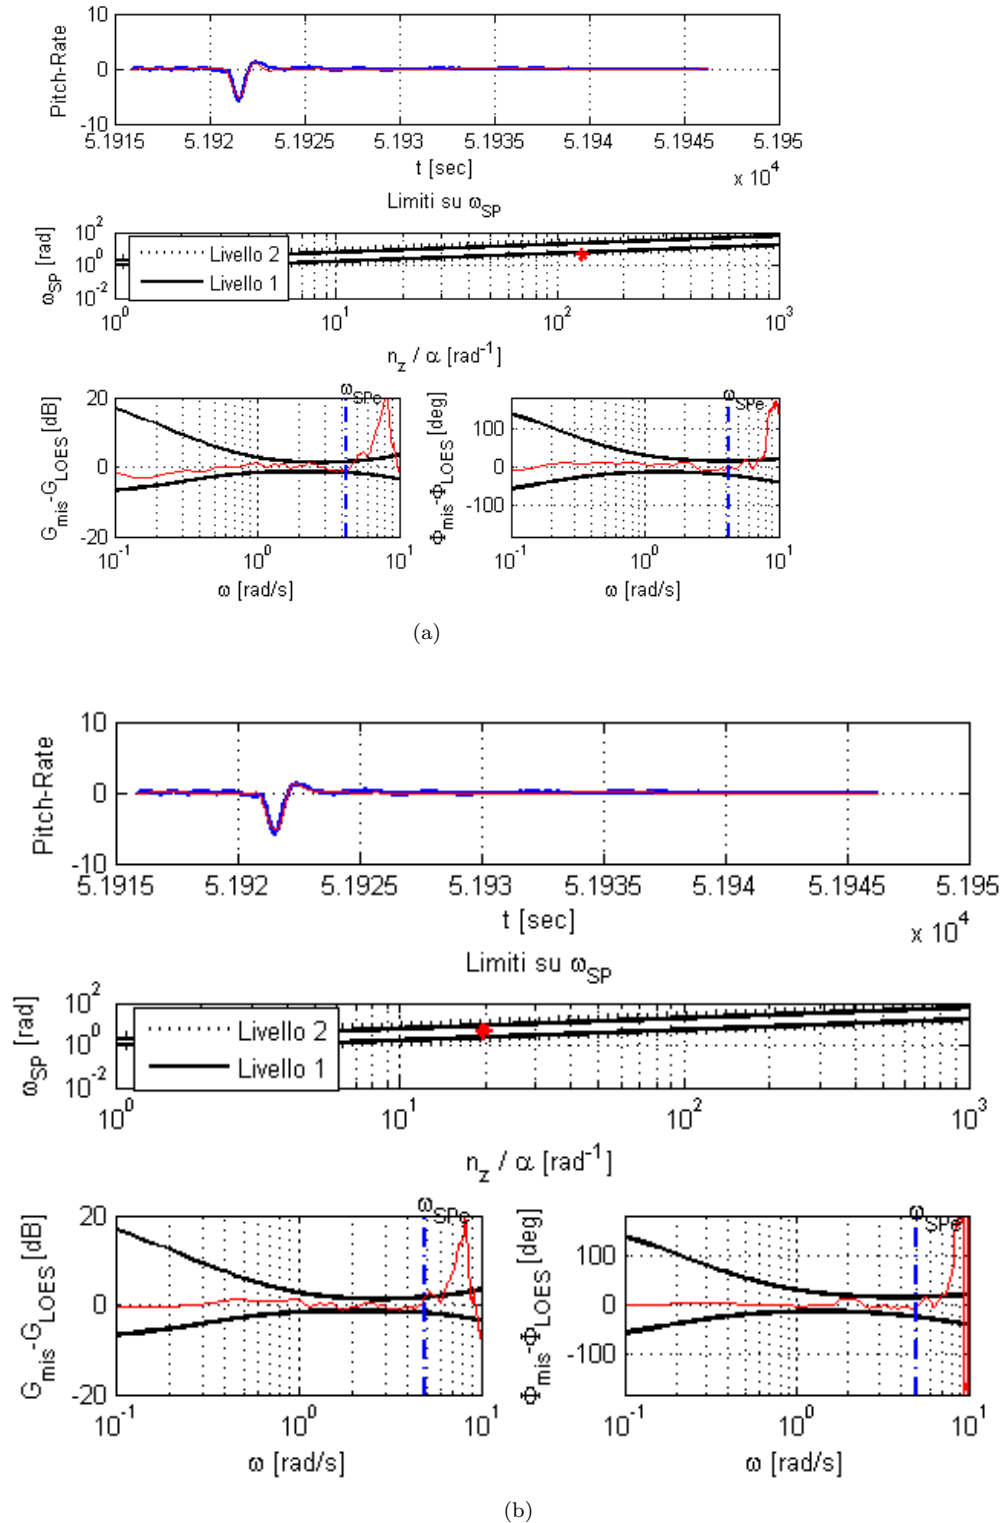 10
0
-10
Pitch-Rate
5.1915 5.192 5.1925 5.193 5.1935 5.194 5.1945 5.195
t [sec]
x 10^4
Limiti su ω_SP
10^2
10^0
10^-2
ω_SP [rad]
Livello 2
Livello 1
10^0 10^1 10^2 10^3
n_z / α [rad^-1]
ω_SPe
20
0
-20
G_mis-G_LOES [dB]
10^-1 10^0 10^1
ω [rad/s]
ω_SPe
100
0
-100
Φ_mis-Φ_LOES [deg]
10^-1 10^0 10^1
ω [rad/s]
(a)
10
0
-10
Pitch-Rate
5.1915 5.192 5.1925 5.193 5.1935 5.194 5.1945 5.195
t [sec]
x 10^4
Limiti su ω_SP
10^2
10^0
10^-2
ω_SP [rad]
Livello 2
Livello 1
10^0 10^1 10^2 10^3
n_z / α [rad^-1]
ω_SPe
20
0
-20
G_mis-G_LOES [dB]
10^-1 10^0 10^1
ω [rad/s]
ω_SPe
100
0
-100
Φ_mis-Φ_LOES [deg]
10^-1 10^0 10^1
ω [rad/s]
(b)